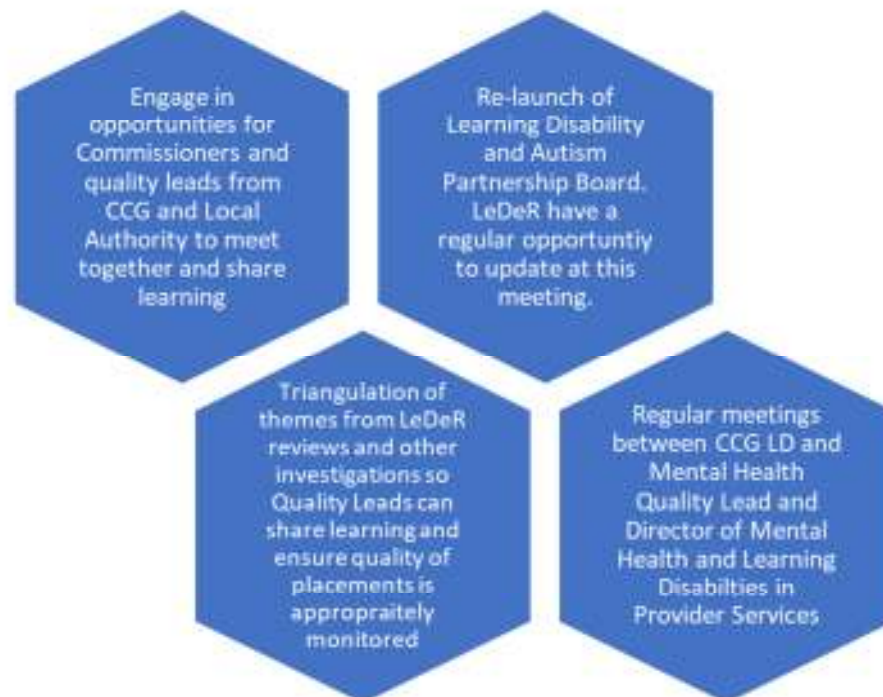 Engage in
opportunities for
Commissioners and
quality leads from
CCG and Local
Authority to meet
together and share
learning
Re-launch of
Learning Disability
and Autism
Partnership Board.
LeDeR have a
regular opportuntiy
to update at this
meeting.
Triangulation of
themes from LeDeR
reviews and other
investigations so
Quality Leads can
share learning and
ensure quality of
placements is
appropraitely
monitored
Regular meetings
between CCG LD and
Mental Health
Quality Lead and
Director of Mental
Health and Learning
Disabilties in
Provider Services